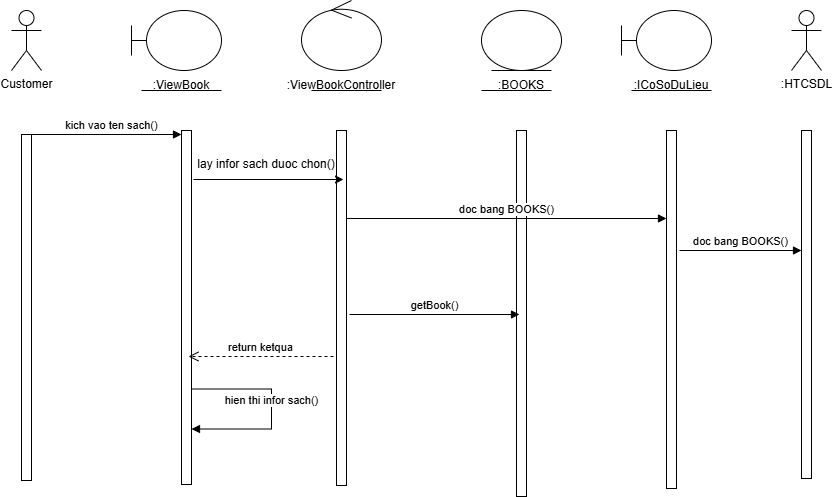 Customer
:ViewBook
:ViewBookController
:BOOKS
:ICoSoDuLieu
:HTCSDL
kich vao ten sach()
lay infor sach duoc chon()
doc bang BOOKS()
doc bang BOOKS()
getBook()
return ketqua
hien thi infor sach()